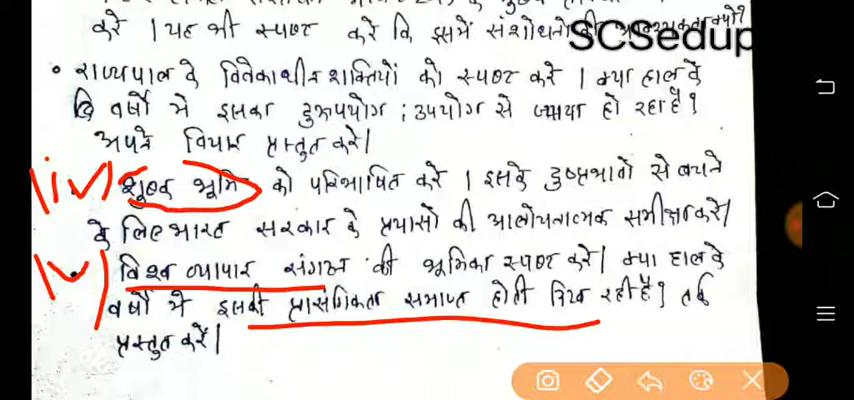 करे । यह भी स्पष्ट करे कि इसमें संशोधनो की आवश्यकता क्यो?
SCSedup
• राज्यपाल के विवेकाधीन शक्तियों को स्पष्ट करे । क्या हाल के
वर्षो मे इसका दुरूपयोग ; उपयोग से ज्यादा हो रहा है?
अपने विचार प्रस्तुत करे।
(iv) शुष्क भूमि को परिभाषित करे । इसके दुष्प्रभावो से बचने
के लिए भारत सरकार के प्रयासो की आलोचनात्मक समीक्षा करे।
v) विश्व व्यापार संगठन की भूमिका स्पष्ट करे। क्या हाल के
वर्षो मे इसकी प्रासंगिकता समाप्त होती दिख रही है? तर्क
प्रस्तुत करें।